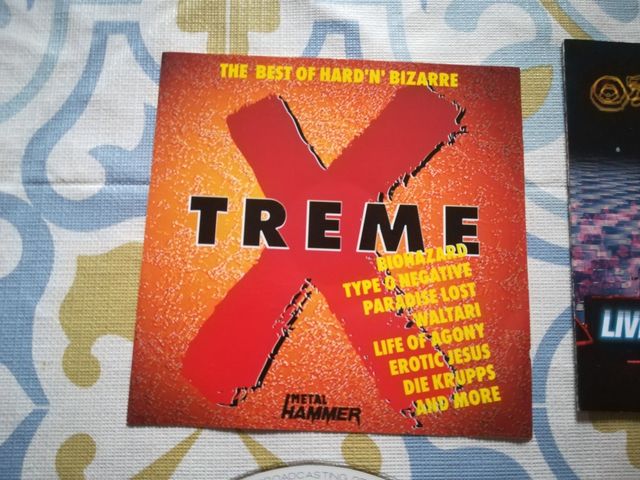 THE BEST OF HARD'N' BIZARRE
X
TREME
BIOHAZARD
TYPE O NEGATIVE
PARADISE LOST
WALTARI
LIFE OF AGONY
EROTIC JESUS
DIE KRUPPS
AND MORE
METAL
HAMMER